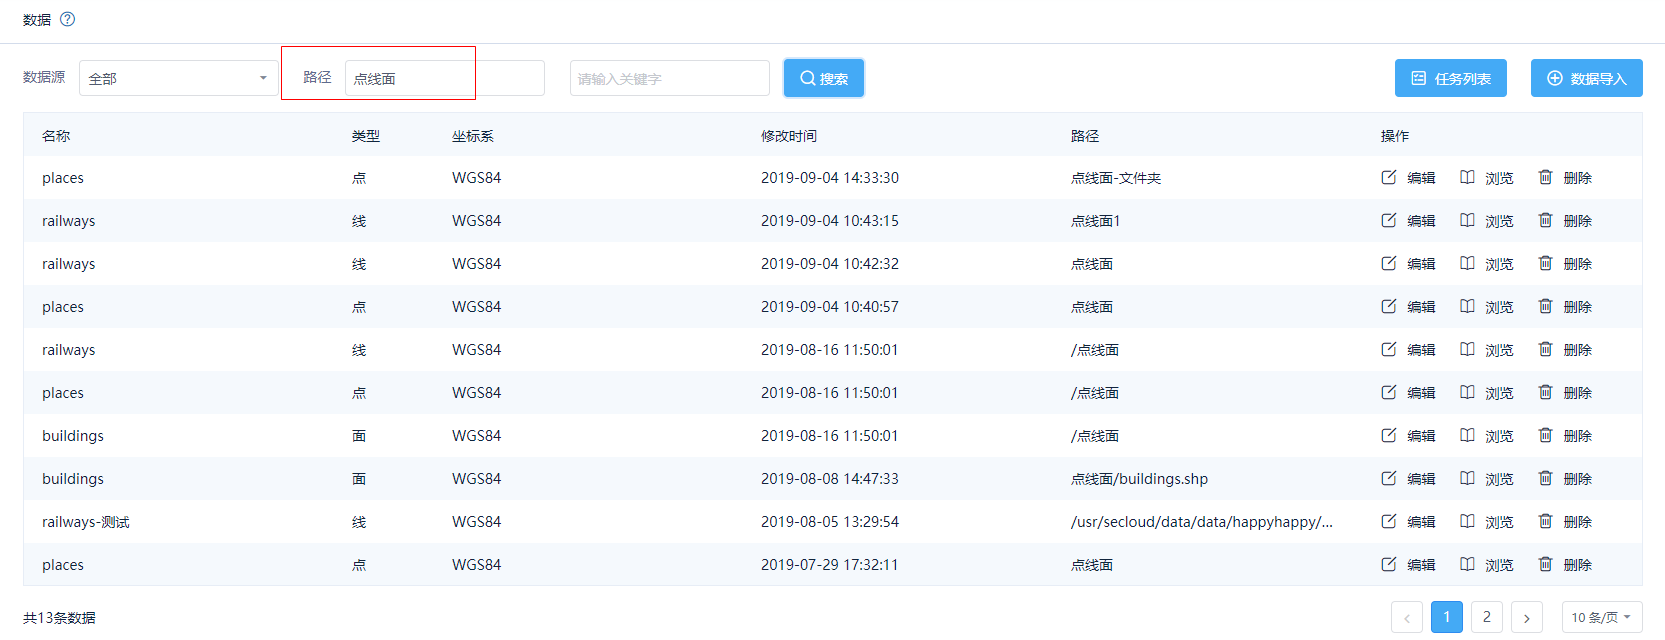 数据
数据源 全部 路径 点线面 请输入关键字 搜索 任务列表 数据导入
名称 类型 坐标系 修改时间 路径 操作
places 点 WGS84 2019-09-04 14:33:30 点线面-文件夹 编辑 浏览 删除
railways 线 WGS84 2019-09-04 10:43:15 点线面1 编辑 浏览 删除
railways 线 WGS84 2019-09-04 10:42:32 点线面 编辑 浏览 删除
places 点 WGS84 2019-09-04 10:40:57 点线面 编辑 浏览 删除
railways 线 WGS84 2019-08-16 11:50:01 /点线面 编辑 浏览 删除
places 点 WGS84 2019-08-16 11:50:01 /点线面 编辑 浏览 删除
buildings 面 WGS84 2019-08-16 11:50:01 /点线面 编辑 浏览 删除
buildings 面 WGS84 2019-08-08 14:47:33 点线面/buildings.shp 编辑 浏览 删除
railways-测试 线 WGS84 2019-08-05 13:29:54 /usr/secloud/data/data/happyhappy/... 编辑 浏览 删除
places 点 WGS84 2019-07-29 17:32:11 点线面 编辑 浏览 删除
共13条数据 < 1 2 > 10 条/页